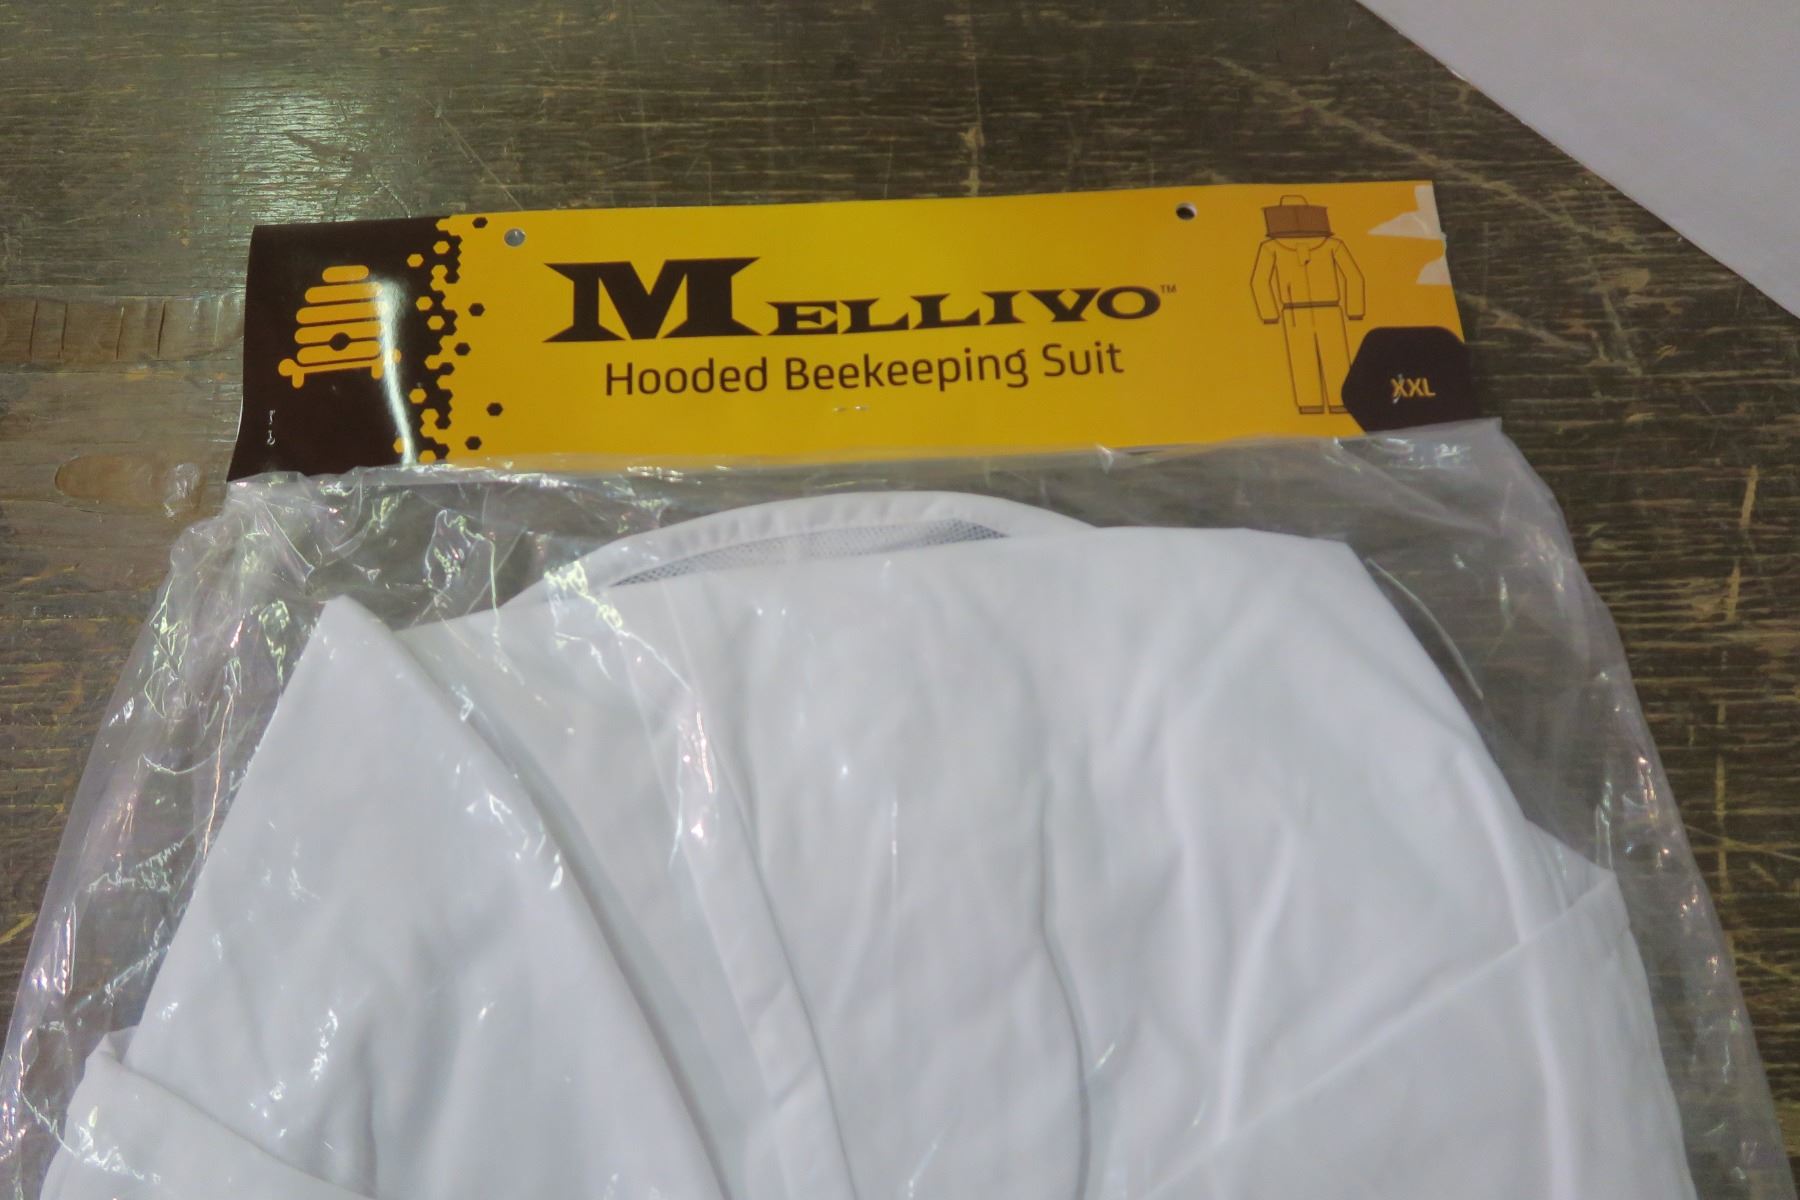 MELLIVO™
Hooded Beekeeping Suit
XXL